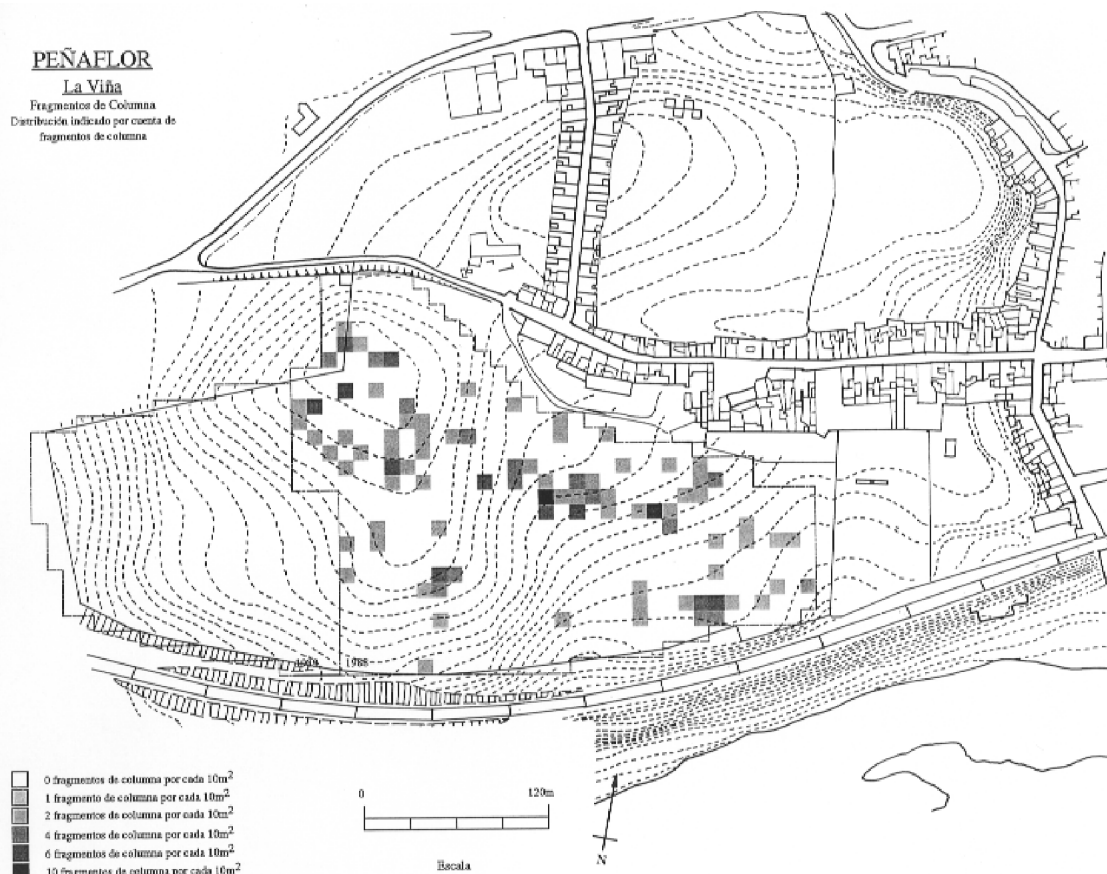 PEÑAFLOR
La Viña
Fragmentos de Columna
Distribución indicado por cuenta de
fragmentos de columna
1988
0 fragmentos de columna por cada 10m²
1 fragmento de columna por cada 10m²
2 fragmentos de columna por cada 10m²
4 fragmentos de columna por cada 10m²
6 fragmentos de columna por cada 10m²
10 fragmentos de columna por cada 10m²
0 120m
Escala
N